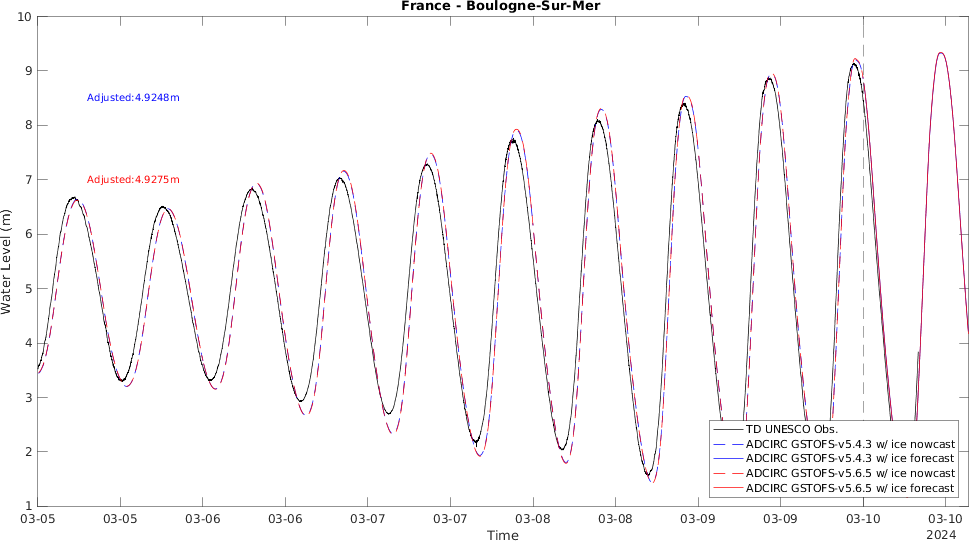 France - Boulogne-Sur-Mer
10
9
8
7
6
5
4
3
2
1
Water Level (m)
Adjusted:4.9248m
Adjusted:4.9275m
TD UNESCO Obs.
ADCIRC GSTOFS-v5.4.3 w/ ice nowcast
ADCIRC GSTOFS-v5.4.3 w/ ice forecast
ADCIRC GSTOFS-v5.6.5 w/ ice nowcast
ADCIRC GSTOFS-v5.6.5 w/ ice forecast
03-05 03-05 03-06 03-06 03-07 03-07 03-08 03-08 03-09 03-09 03-10 03-10
2024
Time